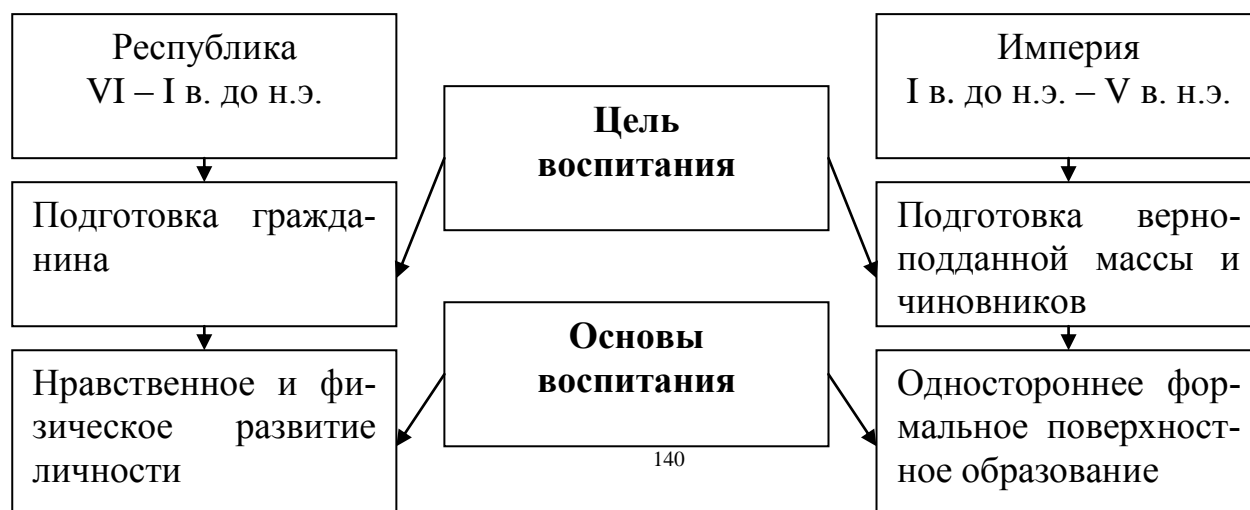 Республика
VI – I в. до н.э.
Империя
I в. до н.э. – V в. н.э.
Цель
воспитания
Подготовка гражда-
нина
Подготовка верно-
подданной массы и
чиновников
Основы
воспитания
Нравственное и фи-
зическое развитие
личности
Одностороннее фор-
мальное поверхност-
ное образование
140